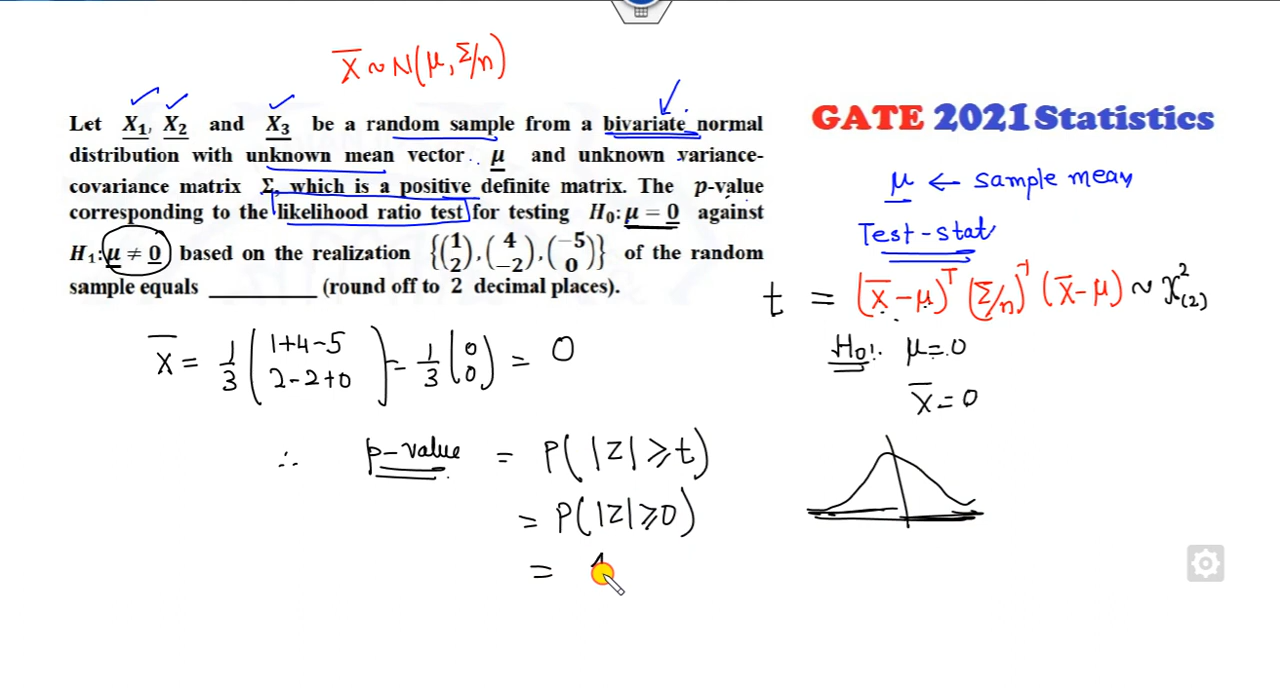 X̄ ~ N(μ, Σ/n)
Let X₁, X₂ and X₃ be a random sample from a bivariate normal
distribution with unknown mean vector μ and unknown variance-
covariance matrix Σ, which is a positive definite matrix. The p-value
corresponding to the likelihood ratio test for testing H₀: μ = 0 against
H₁: μ ≠ 0 based on the realization {(1 2), (4 −2), (−5 0)} of the random
sample equals __________ (round off to 2 decimal places).
GATE 2021 Statistics
μ ← sample mean
Test-stat
t = (X̄-μ)ᵀ (Σ/n)⁻¹ (X̄-μ) ~ χ²₍₂₎
H₀: μ=0
X̄=0
X̄ = 1/3 (1+4-5 2-2+0) = 1/3 (0 0) = 0
∴ p-value = P(|Z| ≥ t)
= P(|Z| ≥ 0)
=